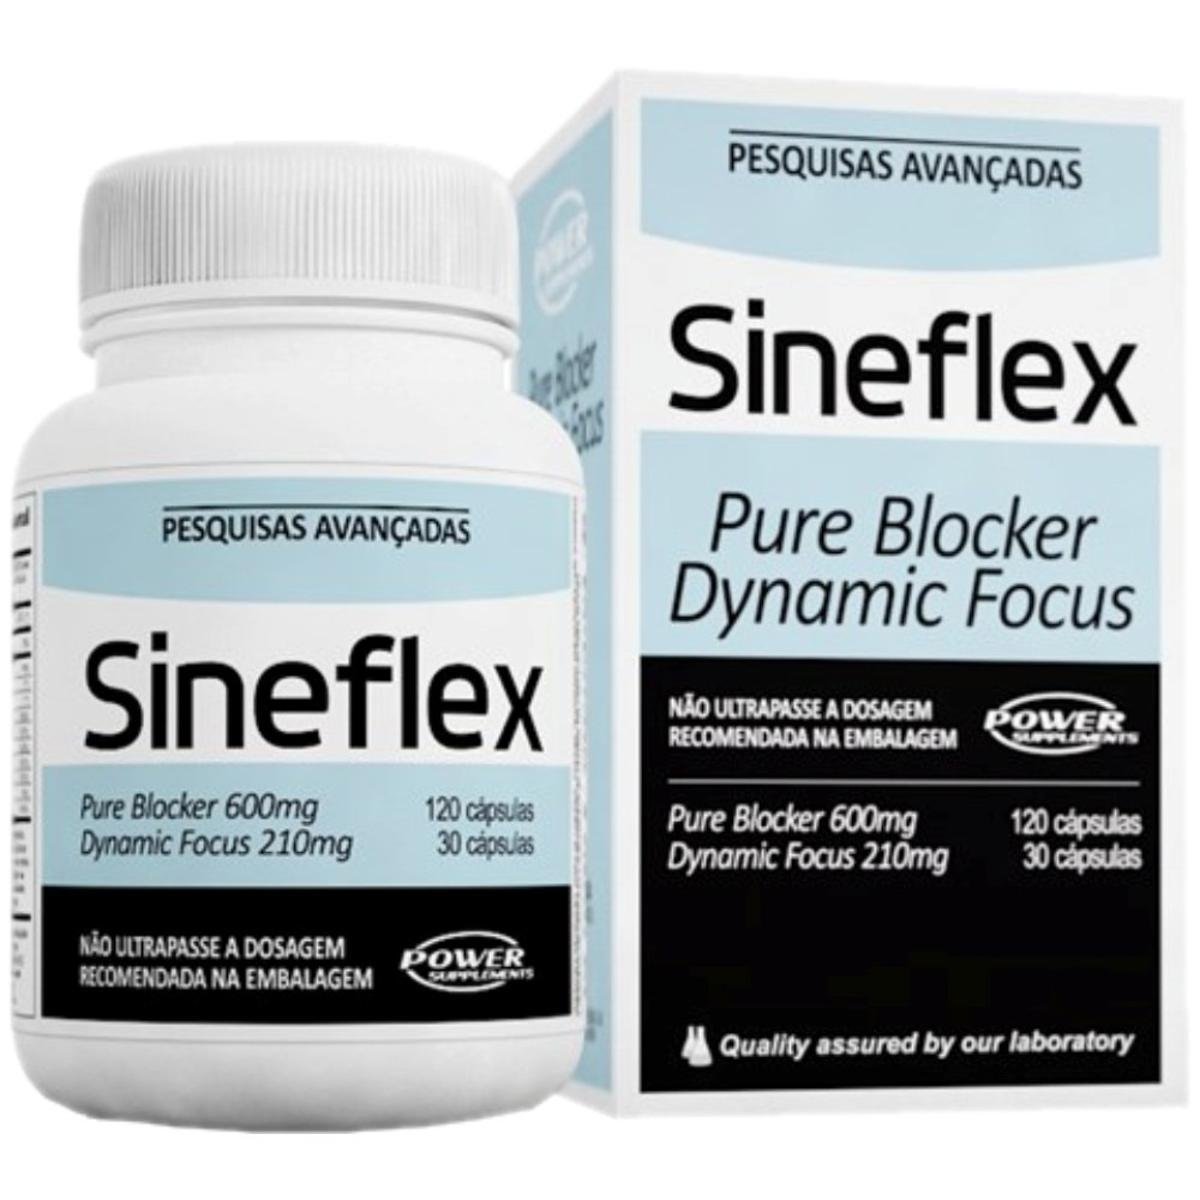 PESQUISAS AVANÇADAS
Sineflex
Pure Blocker 600mg 120 cápsulas
Dynamic Focus 210mg 30 cápsulas
NÃO ULTRAPASSE A DOSAGEM
RECOMENDADA NA EMBALAGEM
POWER
SUPPLEMENTS
POWER
Pure Blocker
Focus
PESQUISAS AVANÇADAS
Sineflex
Pure Blocker
Dynamic Focus
NÃO ULTRAPASSE A DOSAGEM
RECOMENDADA NA EMBALAGEM
POWER
SUPPLEMENTS
Pure Blocker 600mg 120 cápsulas
Dynamic Focus 210mg 30 cápsulas
Quality assured by our laboratory